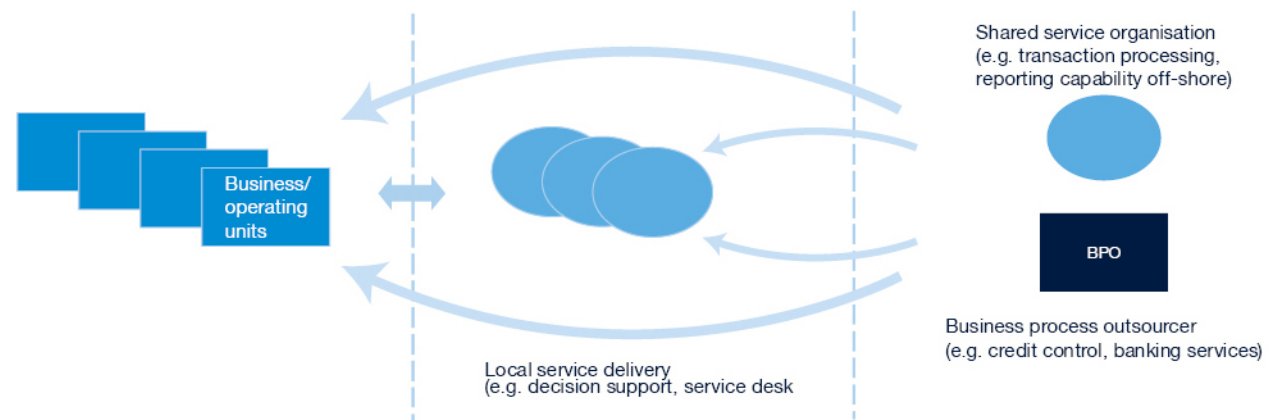 Shared service organisation
(e.g. transaction processing,
reporting capability off-shore)
Business/
operating
units
BPO
Business process outsourcer
(e.g. credit control, banking services)
Local service delivery
(e.g. decision support, service desk